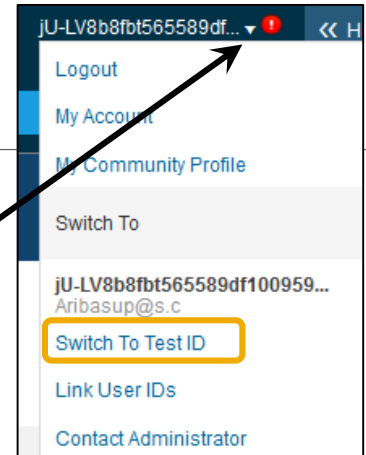 jU-LV8b8fbt565589df... « H
Logout
My Account
My Community Profile
Switch To
jU-LV8b8fbt565589df100959...
Aribasup@s.c
Switch To Test ID
Link User IDs
Contact Administrator